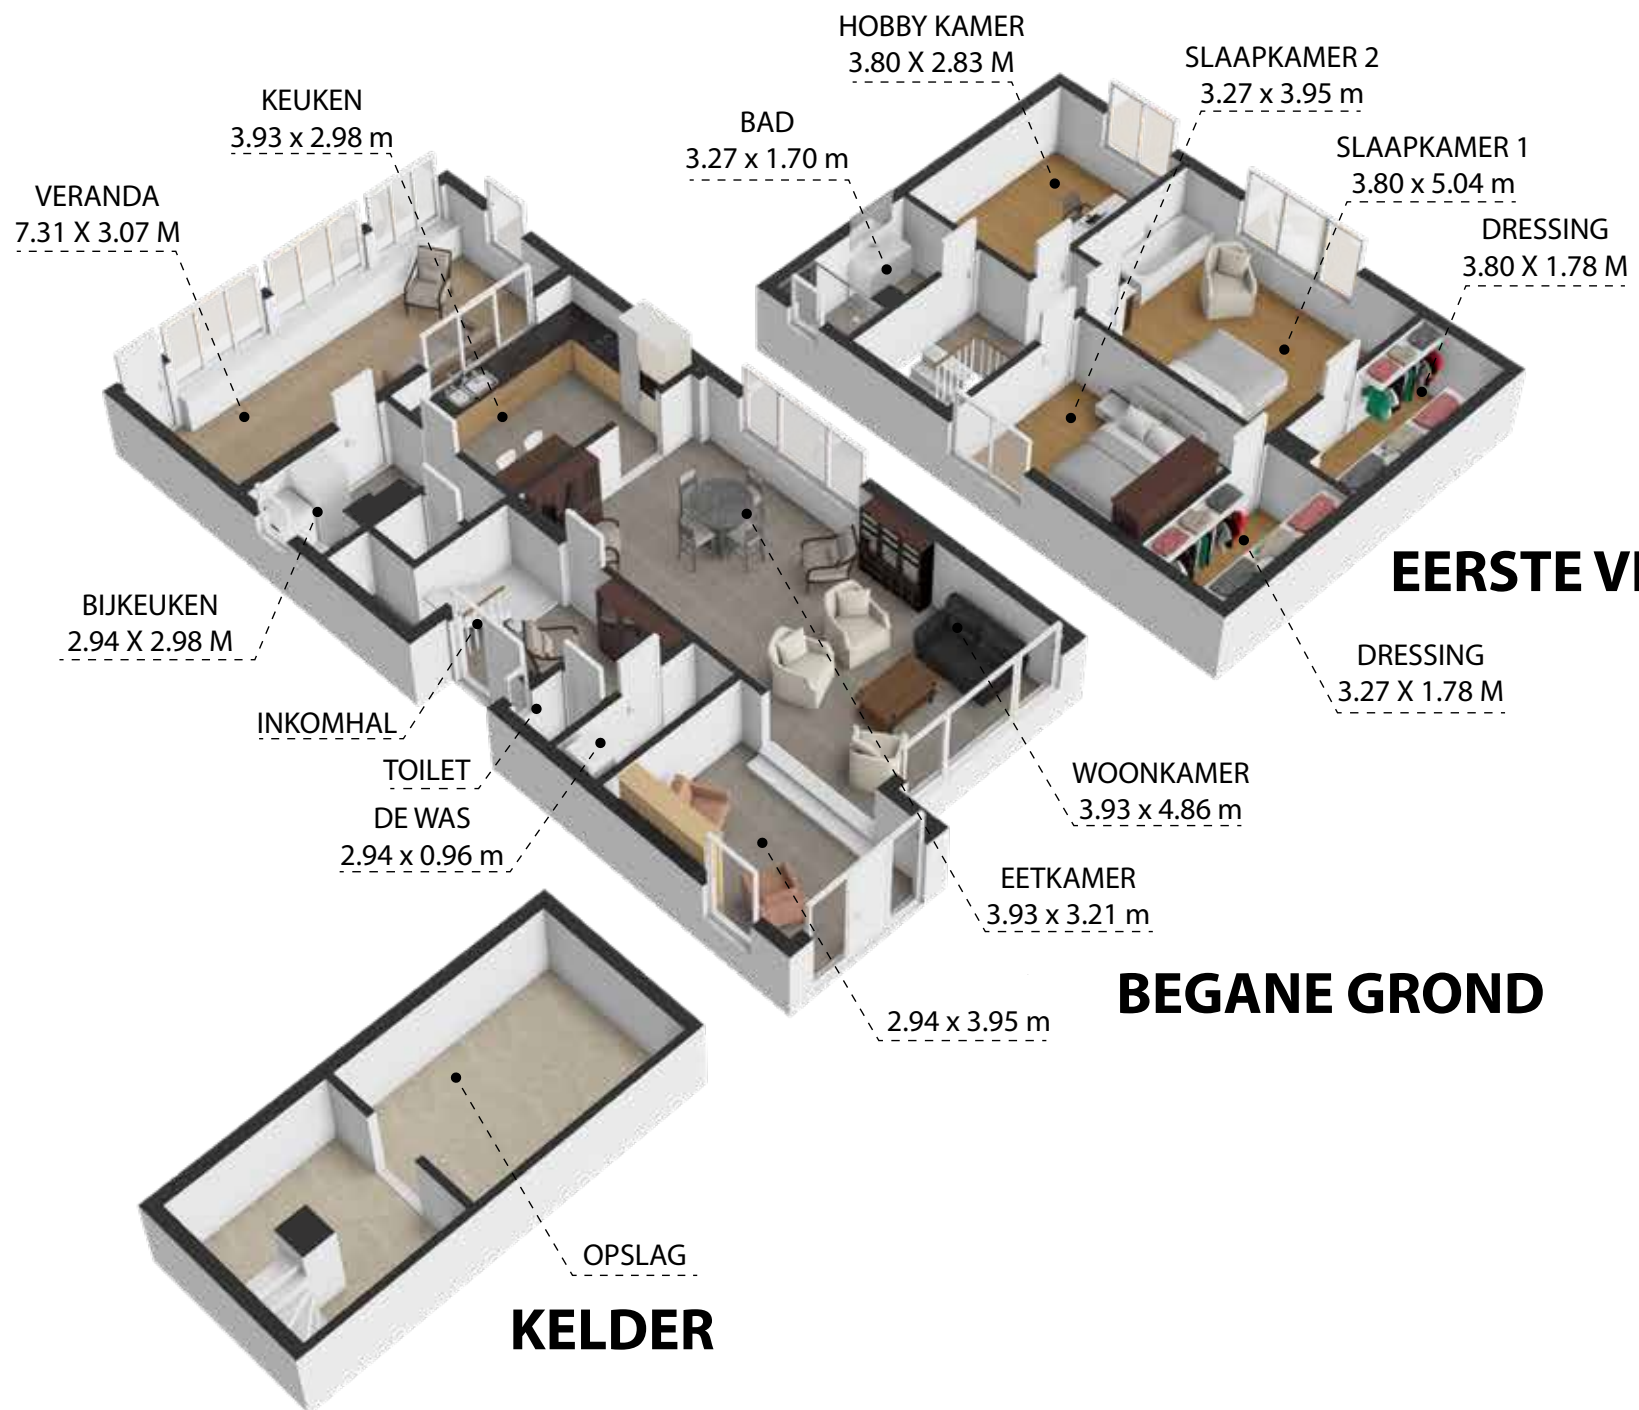 HOBBY KAMER
3.80 X 2.83 M
SLAAPKAMER 2
3.27 x 3.95 m
KEUKEN
3.93 x 2.98 m
BAD
3.27 x 1.70 m
SLAAPKAMER 1
3.80 x 5.04 m
VERANDA
7.31 X 3.07 M
DRESSING
3.80 X 1.78 M
EERSTE
BIJKEUKEN
2.94 X 2.98 M
DRESSING
3.27 X 1.78 M
INKOMHAL
TOILET
DE WAS
2.94 x 0.96 m
WOONKAMER
3.93 x 4.86 m
EETKAMER
3.93 x 3.21 m
BEGANE GROND
2.94 x 3.95 m
OPSLAG
KELDER